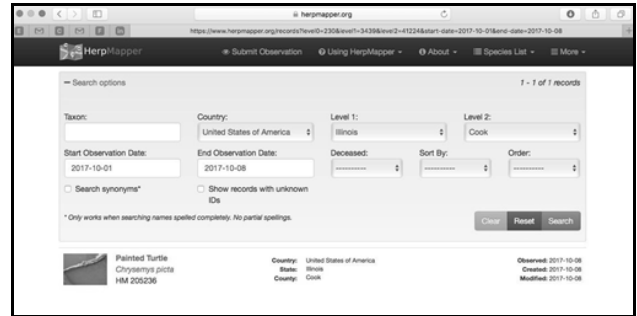 herpmapper.org
https://www.herpmapper.org/records?level0=230&level1=3439&level2=41224&start-date=2017-10-01&end-date=2017-10-08
HerpMapper
Submit Observation Using HerpMapper About Species List More
Search options 1 - 1 of 1 records
Taxon: Country: Level 1: Level 2:
United States of America Illinois Cook
Start Observation Date: End Observation Date: Deceased: Sort By: Order:
2017-10-01 2017-10-08 ---------- ---------- ----------
Search synonyms* Show records with unknown
IDs
* Only works when searching names spelled completely. No partial spellings.
Clear Reset Search
Painted Turtle Country: United States of America Observed: 2017-10-08
Chrysemys picta State: Illinois Created: 2017-10-08
HM 205236 County: Cook Modified: 2017-10-08